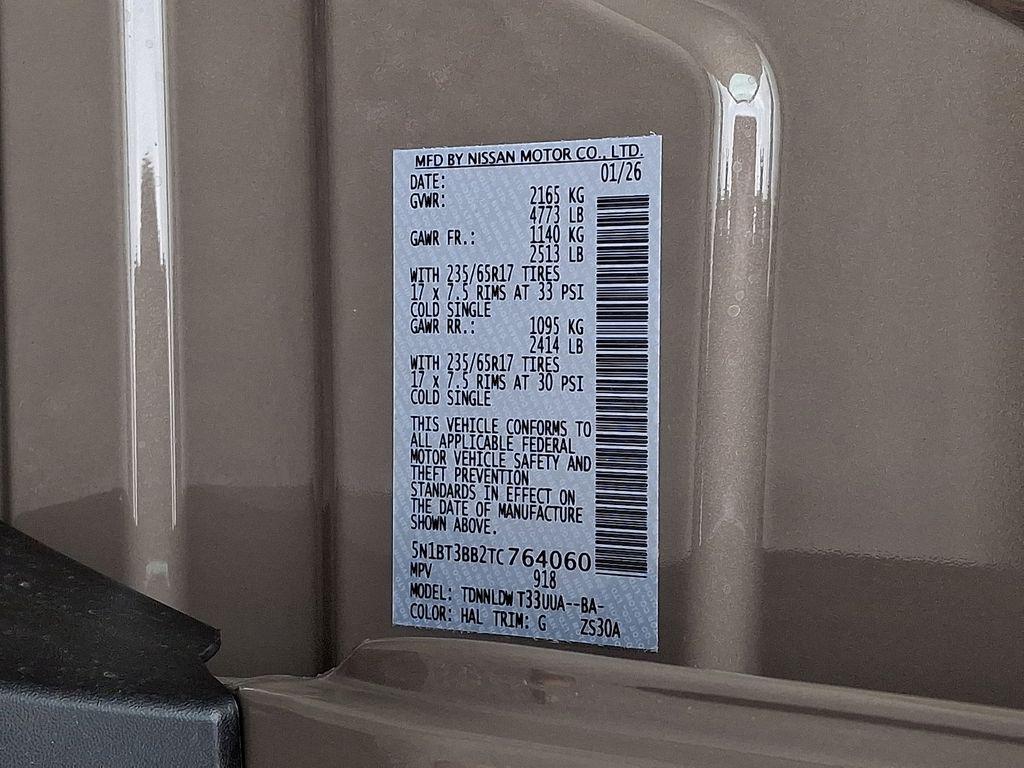 MFD BY NISSAN MOTOR CO., LTD.
DATE: 01/26
GVWR: 2165 KG
4773 LB
GAWR FR.: 1140 KG
2513 LB
WITH 235/65R17 TIRES
17 x 7.5 RIMS AT 33 PSI
COLD SINGLE
GAWR RR.: 1095 KG
2414 LB
WITH 235/65R17 TIRES
17 x 7.5 RIMS AT 30 PSI
COLD SINGLE
THIS VEHICLE CONFORMS TO
ALL APPLICABLE FEDERAL
MOTOR VEHICLE SAFETY AND
THEFT PREVENTION
STANDARDS IN EFFECT ON
THE DATE OF MANUFACTURE
SHOWN ABOVE.
5N1BT3BB2TC764060
MPV 918
MODEL: TDNNLDW T33UUA--BA-
COLOR: HAL TRIM: G ZS30A